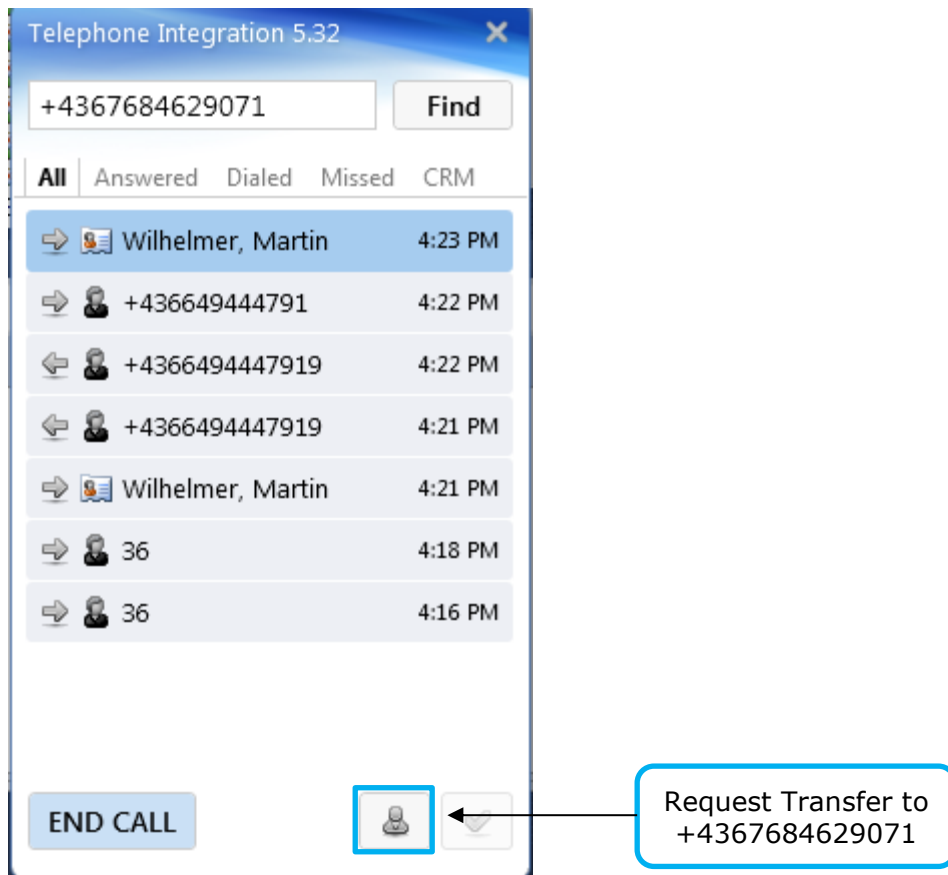 Telephone Integration 5.32
+4367684629071 Find
All Answered Dialed Missed CRM
Wilhelmer, Martin 4:23 PM
+436649444791 4:22 PM
+4366494447919 4:22 PM
+4366494447919 4:21 PM
Wilhelmer, Martin 4:21 PM
36 4:18 PM
36 4:16 PM
END CALL
Request Transfer to
+4367684629071